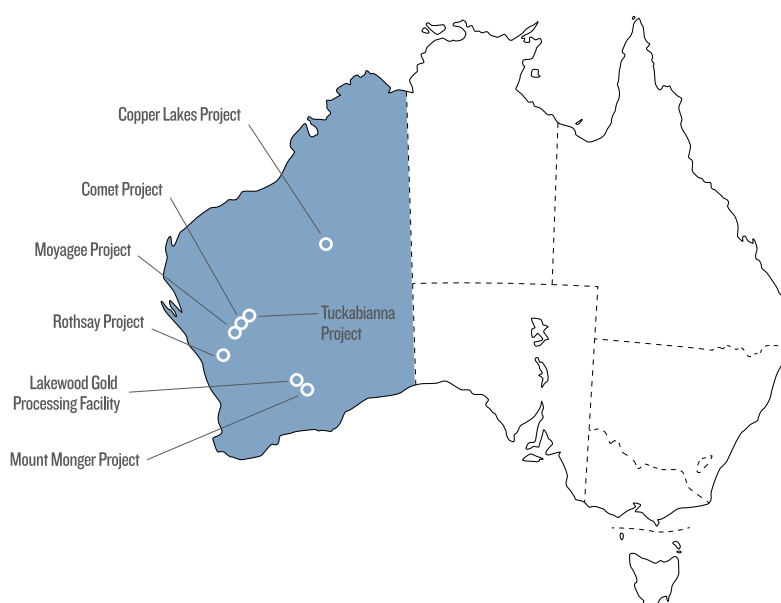 Copper Lakes Project
Comet Project
Moyagee Project
Rothsay Project
Tuckabianna
Project
Lakewood Gold
Processing Facility
Mount Monger Project